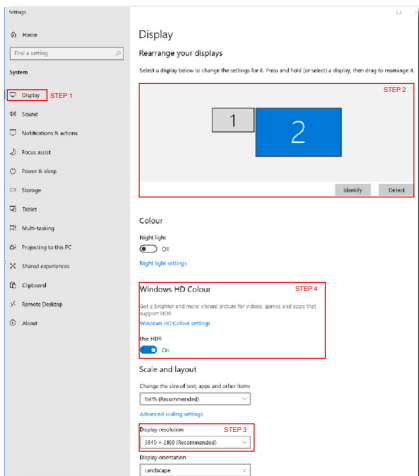 Settings
Home
Find a setting
System
Display STEP 1
Sound
Notifications & actions
Focus assist
Power & sleep
Storage
Tablet
Multi-tasking
Projecting to this PC
Shared experiences
Clipboard
Remote Desktop
About
Display
Rearrange your displays
Select a display below to change the settings for it. Press and hold (or select) a display, then drag to rearrange it.
STEP 2
1
2
Identify
Detect
Colour
Night light
Off
Night light settings
Windows HD Colour STEP 4
Get a brighter and more vibrant picture for videos, games and apps that
support HDR.
Windows HD Colour settings
Use HDR
On
Scale and layout
Change the size of text, apps and other items
(Recommended)
Advanced scaling settings
Display resolution STEP 3
3840 × 2160 (Recommended)
Display orientation
Landscape